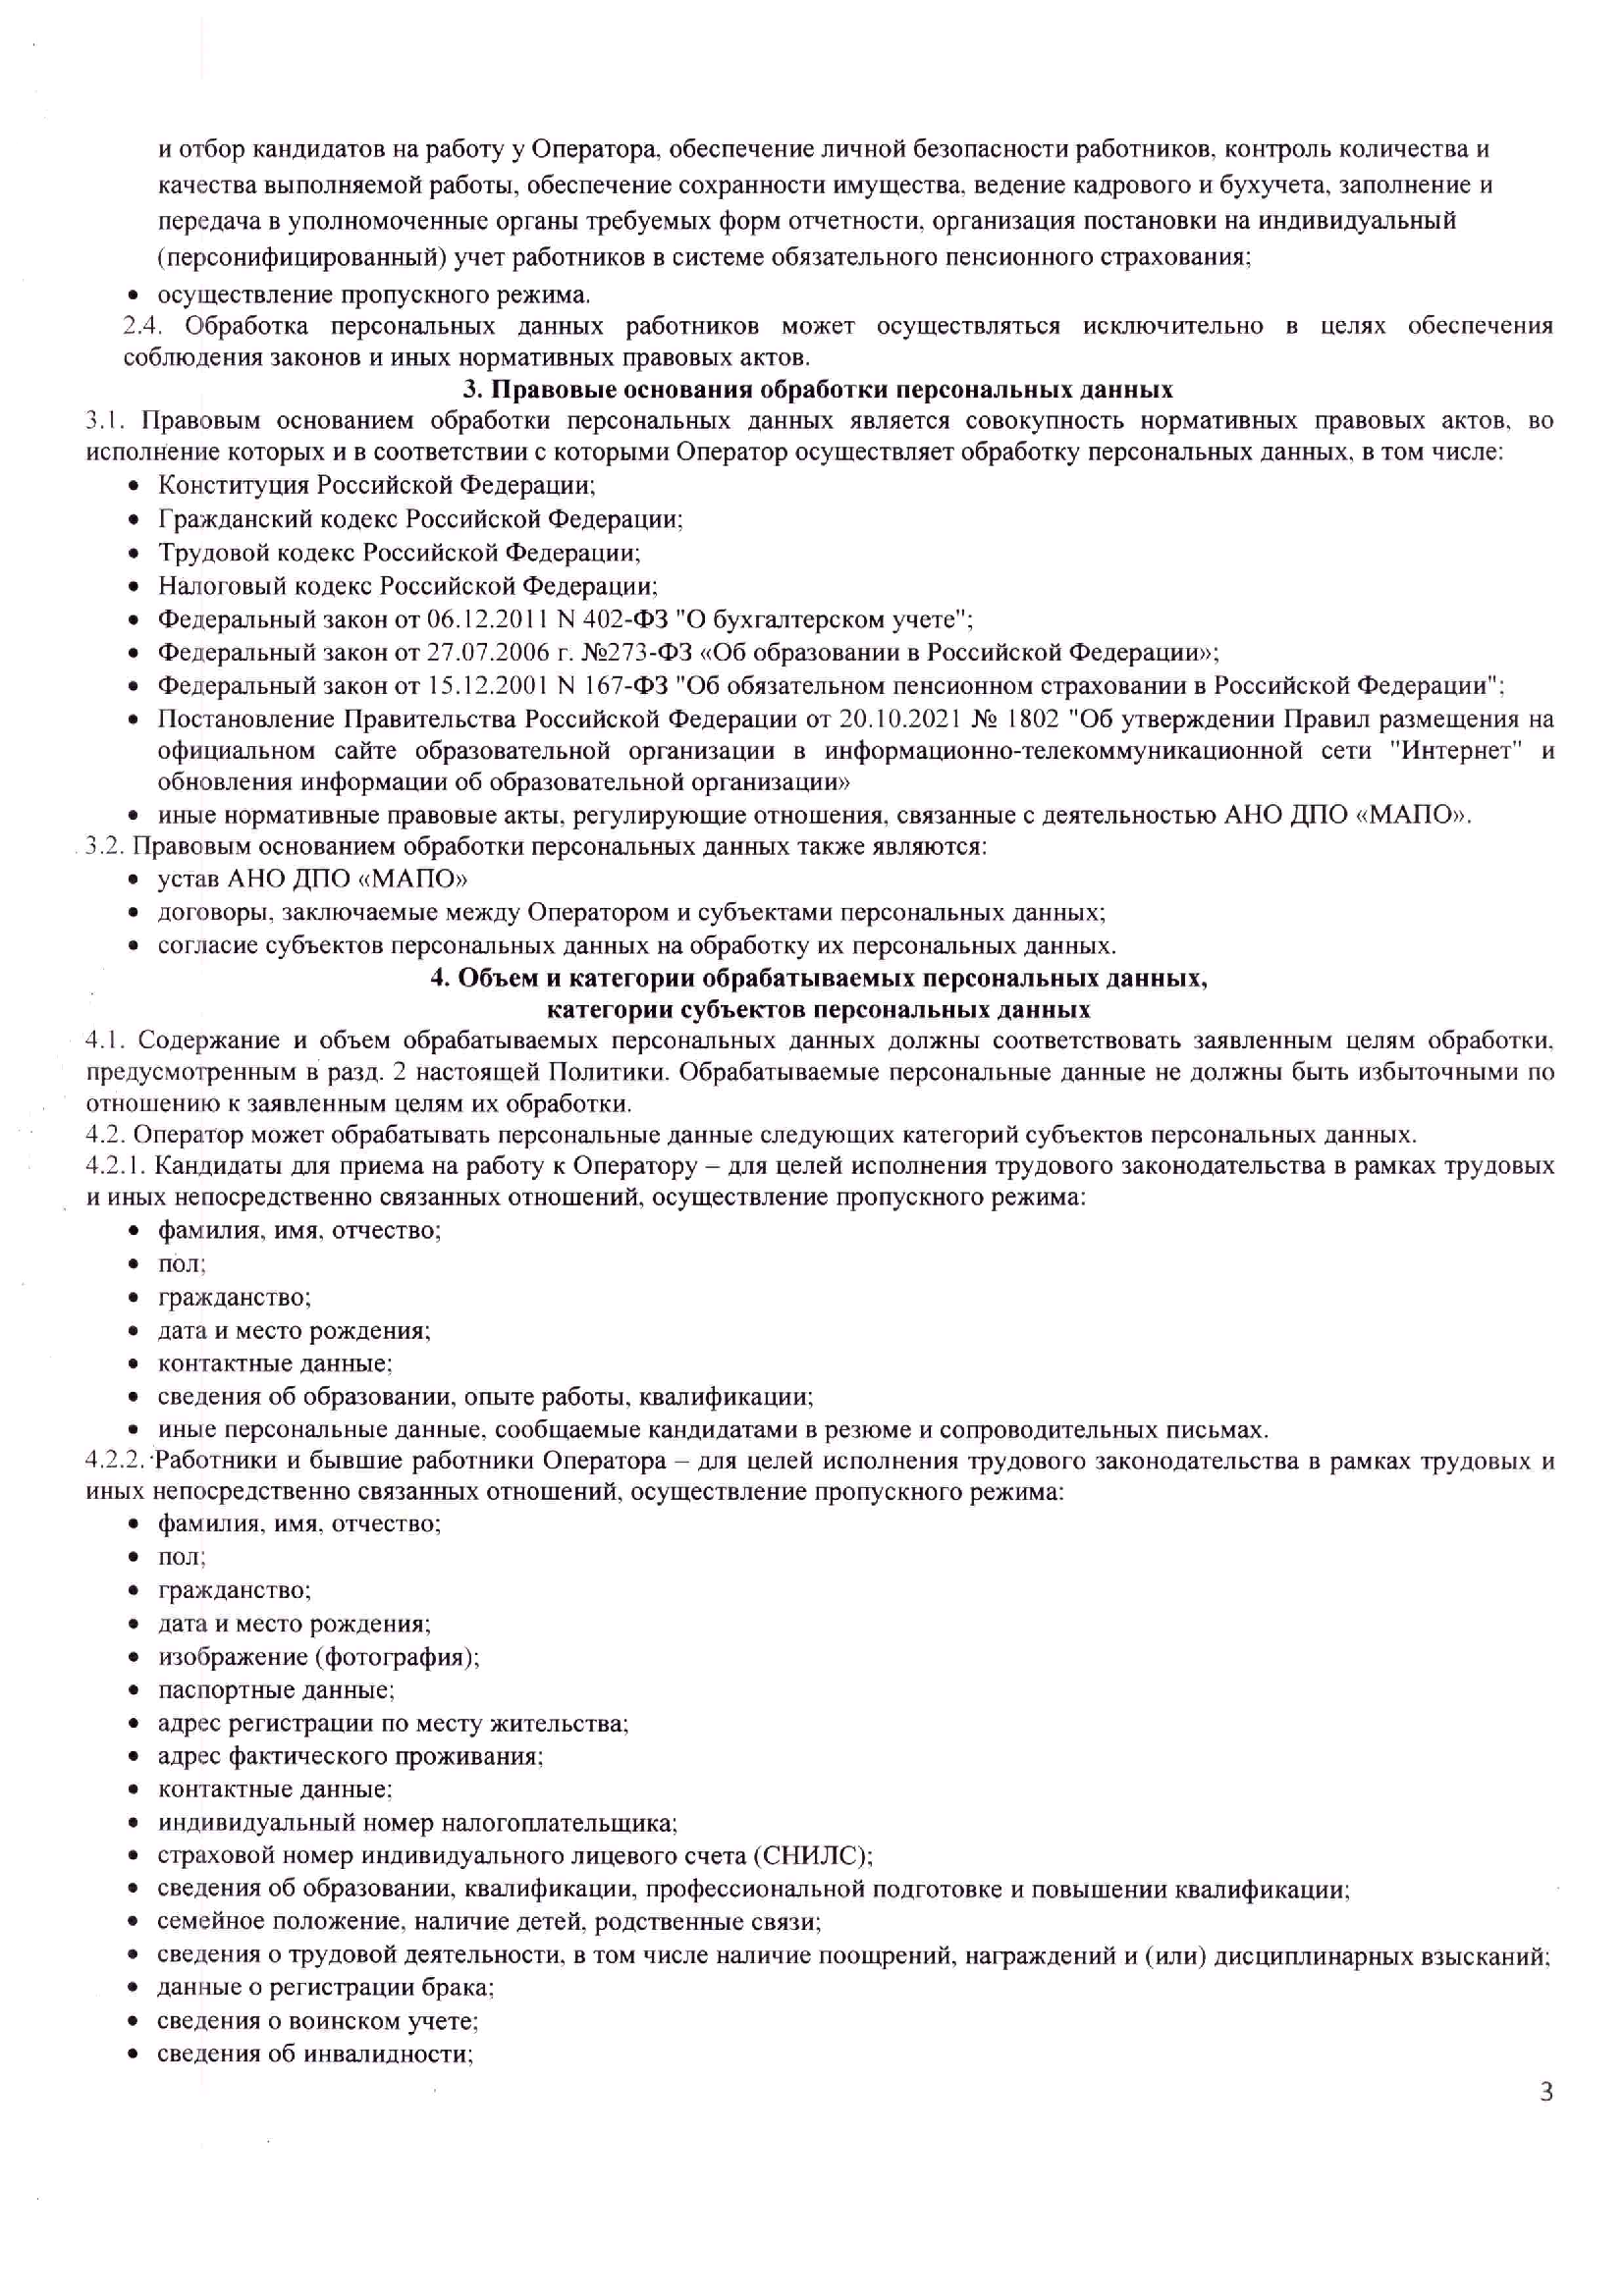 и отбор кандидатов на работу у Оператора, обеспечение личной безопасности работников, контроль количества и
качества выполняемой работы, обеспечение сохранности имущества, ведение кадрового и бухучета, заполнение и
передача в уполномоченные органы требуемых форм отчетности, организация постановки на индивидуальный
(персонифицированный) учет работников в системе обязательного пенсионного страхования;
• осуществление пропускного режима.
2.4. Обработка персональных данных работников может осуществляться исключительно в целях обеспечения
соблюдения законов и иных нормативных правовых актов.
3. Правовые основания обработки персональных данных
3.1. Правовым основанием обработки персональных данных является совокупность нормативных правовых актов, во
исполнение которых и в соответствии с которыми Оператор осуществляет обработку персональных данных, в том числе:
• Конституция Российской Федерации;
• Гражданский кодекс Российской Федерации;
• Трудовой кодекс Российской Федерации;
• Налоговый кодекс Российской Федерации;
• Федеральный закон от 06.12.2011 N 402-ФЗ "О бухгалтерском учете";
• Федеральный закон от 27.07.2006 г. №273-ФЗ «Об образовании в Российской Федерации»;
• Федеральный закон от 15.12.2001 N 167-ФЗ "Об обязательном пенсионном страховании в Российской Федерации";
• Постановление Правительства Российской Федерации от 20.10.2021 № 1802 "Об утверждении Правил размещения на
официальном сайте образовательной организации в информационно-телекоммуникационной сети "Интернет" и
обновления информации об образовательной организации»
• иные нормативные правовые акты, регулирующие отношения, связанные с деятельностью АНО ДПО «МАПО».
3.2. Правовым основанием обработки персональных данных также являются:
• устав АНО ДПО «МАПО»
• договоры, заключаемые между Оператором и субъектами персональных данных;
• согласие субъектов персональных данных на обработку их персональных данных.
4. Объем и категории обрабатываемых персональных данных,
категории субъектов персональных данных
4.1. Содержание и объем обрабатываемых персональных данных должны соответствовать заявленным целям обработки,
предусмотренным в разд. 2 настоящей Политики. Обрабатываемые персональные данные не должны быть избыточными по
отношению к заявленным целям их обработки.
4.2. Оператор может обрабатывать персональные данные следующих категорий субъектов персональных данных.
4.2.1. Кандидаты для приема на работу к Оператору – для целей исполнения трудового законодательства в рамках трудовых
и иных непосредственно связанных отношений, осуществление пропускного режима:
• фамилия, имя, отчество;
• пол;
• гражданство;
• дата и место рождения;
• контактные данные;
• сведения об образовании, опыте работы, квалификации;
• иные персональные данные, сообщаемые кандидатами в резюме и сопроводительных письмах.
4.2.2. Работники и бывшие работники Оператора – для целей исполнения трудового законодательства в рамках трудовых и
иных непосредственно связанных отношений, осуществление пропускного режима:
• фамилия, имя, отчество;
• пол;
• гражданство;
• дата и место рождения;
• изображение (фотография);
• паспортные данные;
• адрес регистрации по месту жительства;
• адрес фактического проживания;
• контактные данные;
• индивидуальный номер налогоплательщика;
• страховой номер индивидуального лицевого счета (СНИЛС);
• сведения об образовании, квалификации, профессиональной подготовке и повышении квалификации;
• семейное положение, наличие детей, родственные связи;
• сведения о трудовой деятельности, в том числе наличие поощрений, награждений и (или) дисциплинарных взысканий;
• данные о регистрации брака;
• сведения о воинском учете;
• сведения об инвалидности;
3